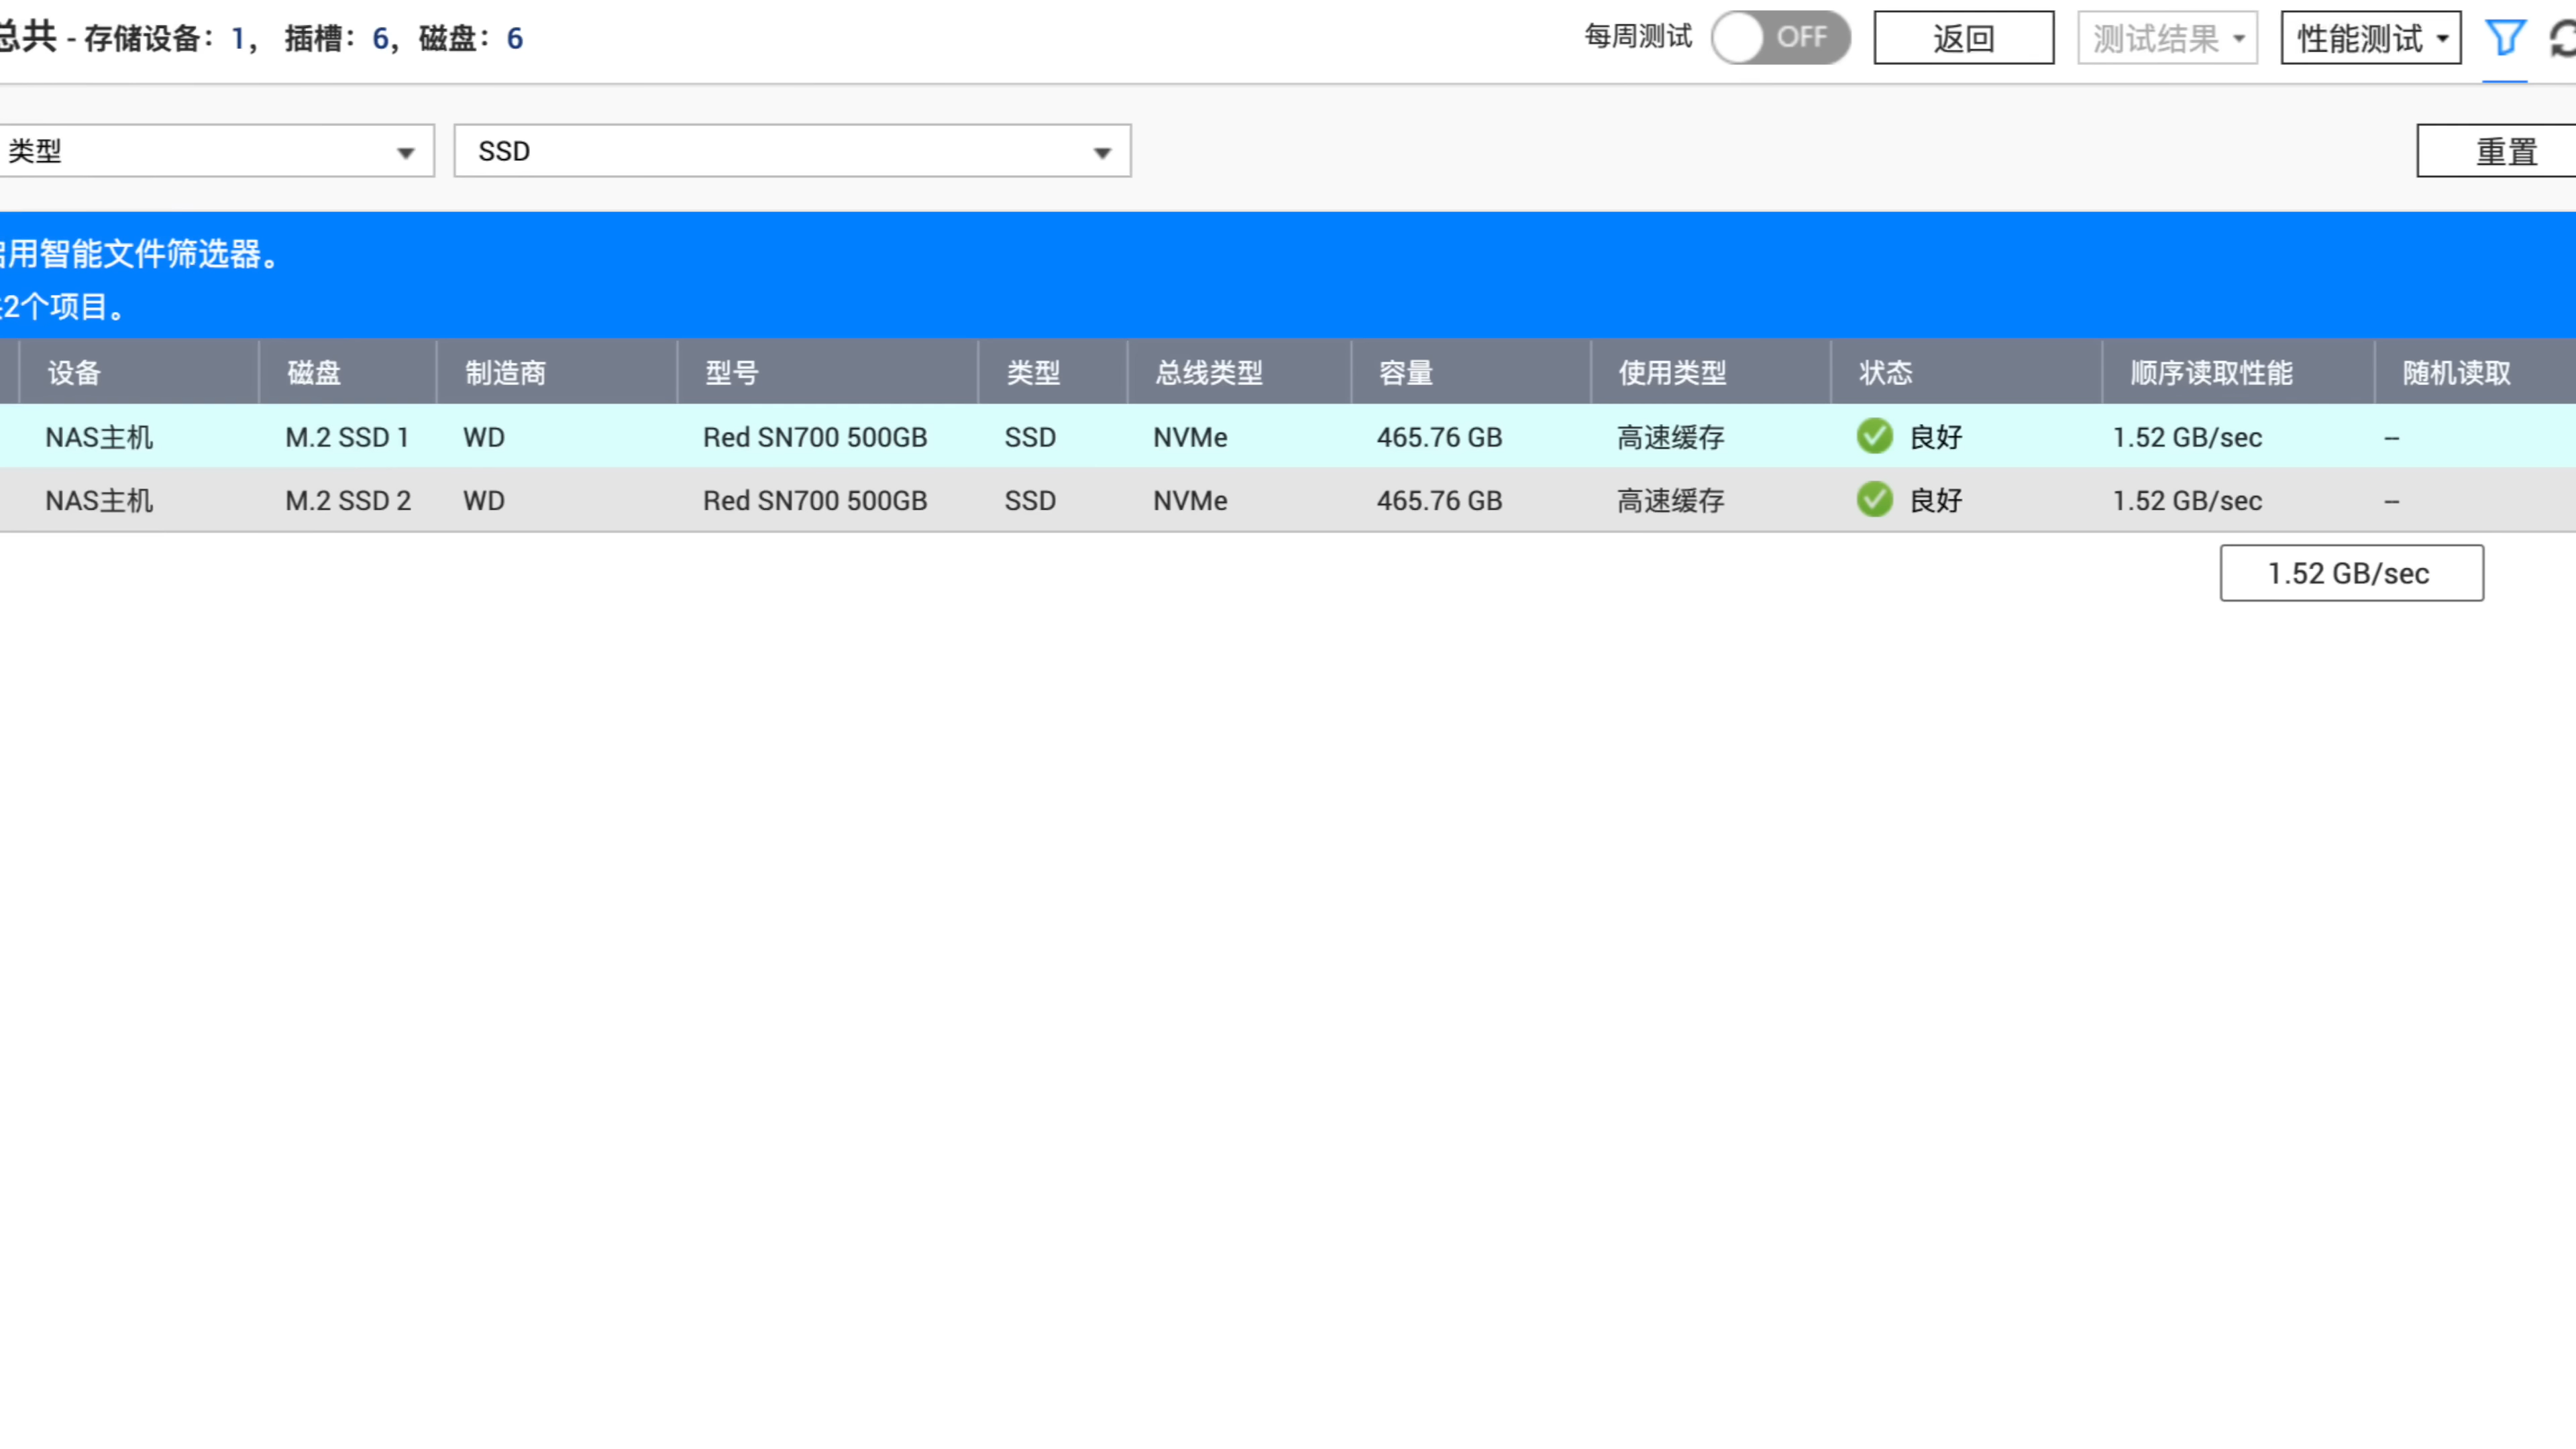 总共 - 存储设备：1， 插槽：6，磁盘：6
每周测试 OFF 返回 测试结果 性能测试
类型 SSD 重置
用智能文件筛选器。
2个项目。
设备 磁盘 制造商 型号 类型 总线类型 容量 使用类型 状态 顺序读取性能 随机读取
NAS主机 M.2 SSD 1 WD Red SN700 500GB SSD NVMe 465.76 GB 高速缓存 良好 1.52 GB/sec --
NAS主机 M.2 SSD 2 WD Red SN700 500GB SSD NVMe 465.76 GB 高速缓存 良好 1.52 GB/sec --
1.52 GB/sec